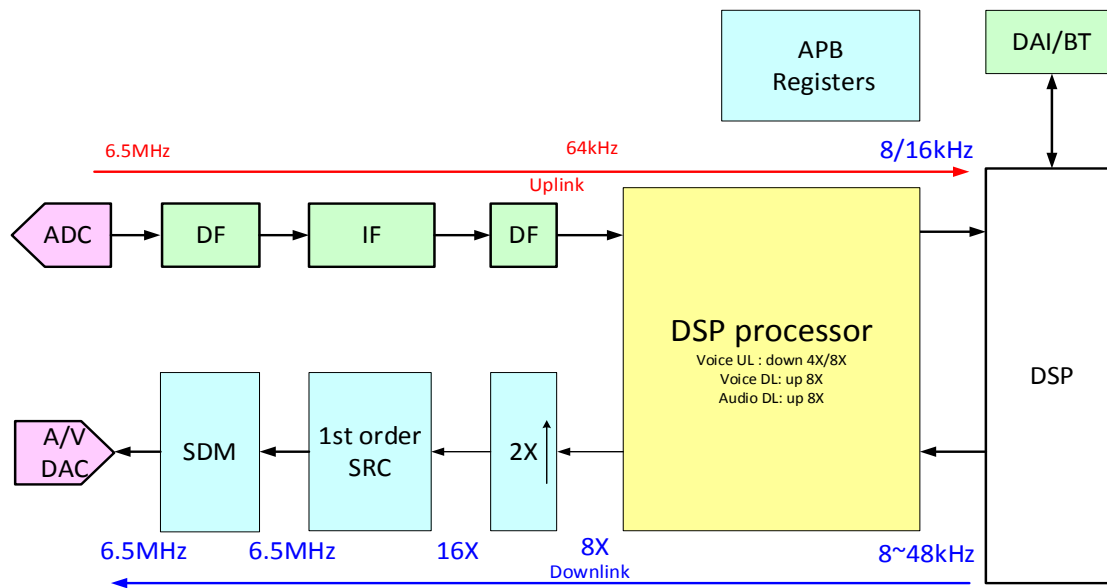 APB
Registers
DAI/BT
6.5MHz
64kHz
8/16kHz
Uplink
ADC
DF
IF
DF
DSP processor
Voice UL : down 4X/8X
Voice DL: up 8X
Audio DL: up 8X
DSP
A/V
DAC
SDM
1st order
SRC
2X
6.5MHz
6.5MHz
16X
8X
8~48kHz
Downlink